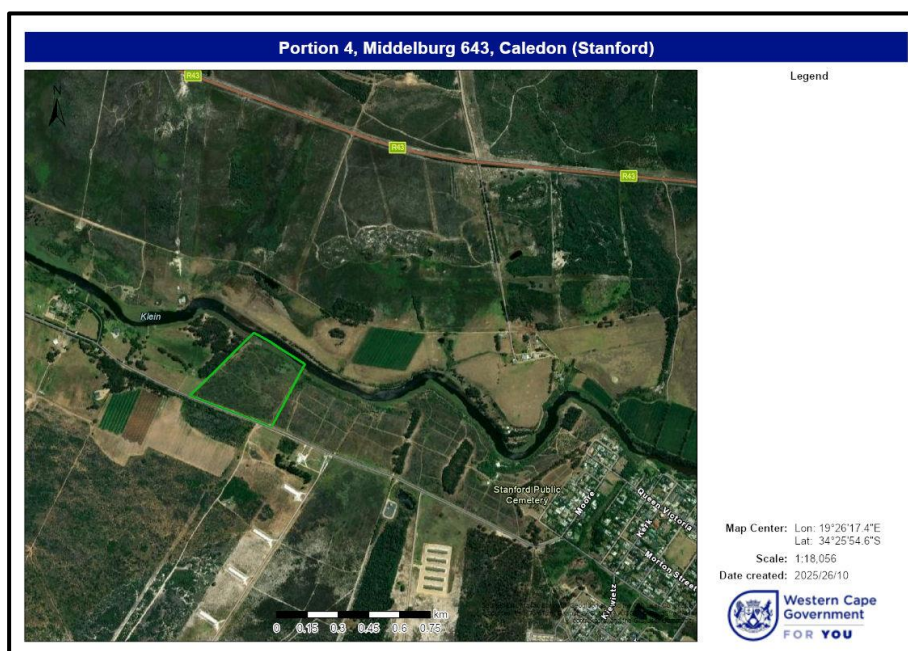 Portion 4, Middelburg 643, Caledon (Stanford)
Legend
N
R43
R43
R43
Klein
Stanford Public
Cemetery
Moore
Queen Victoria
Kerk
Morton Street
Kiewietz
km
0 0.15 0.3 0.45 0.6 0.75
Map Center: Lon: 19°26'17.4"E
Lat: 34°25'54.6"S
Scale: 1:18,056
Date created: 2025/26/10
Western Cape
Government
FOR YOU